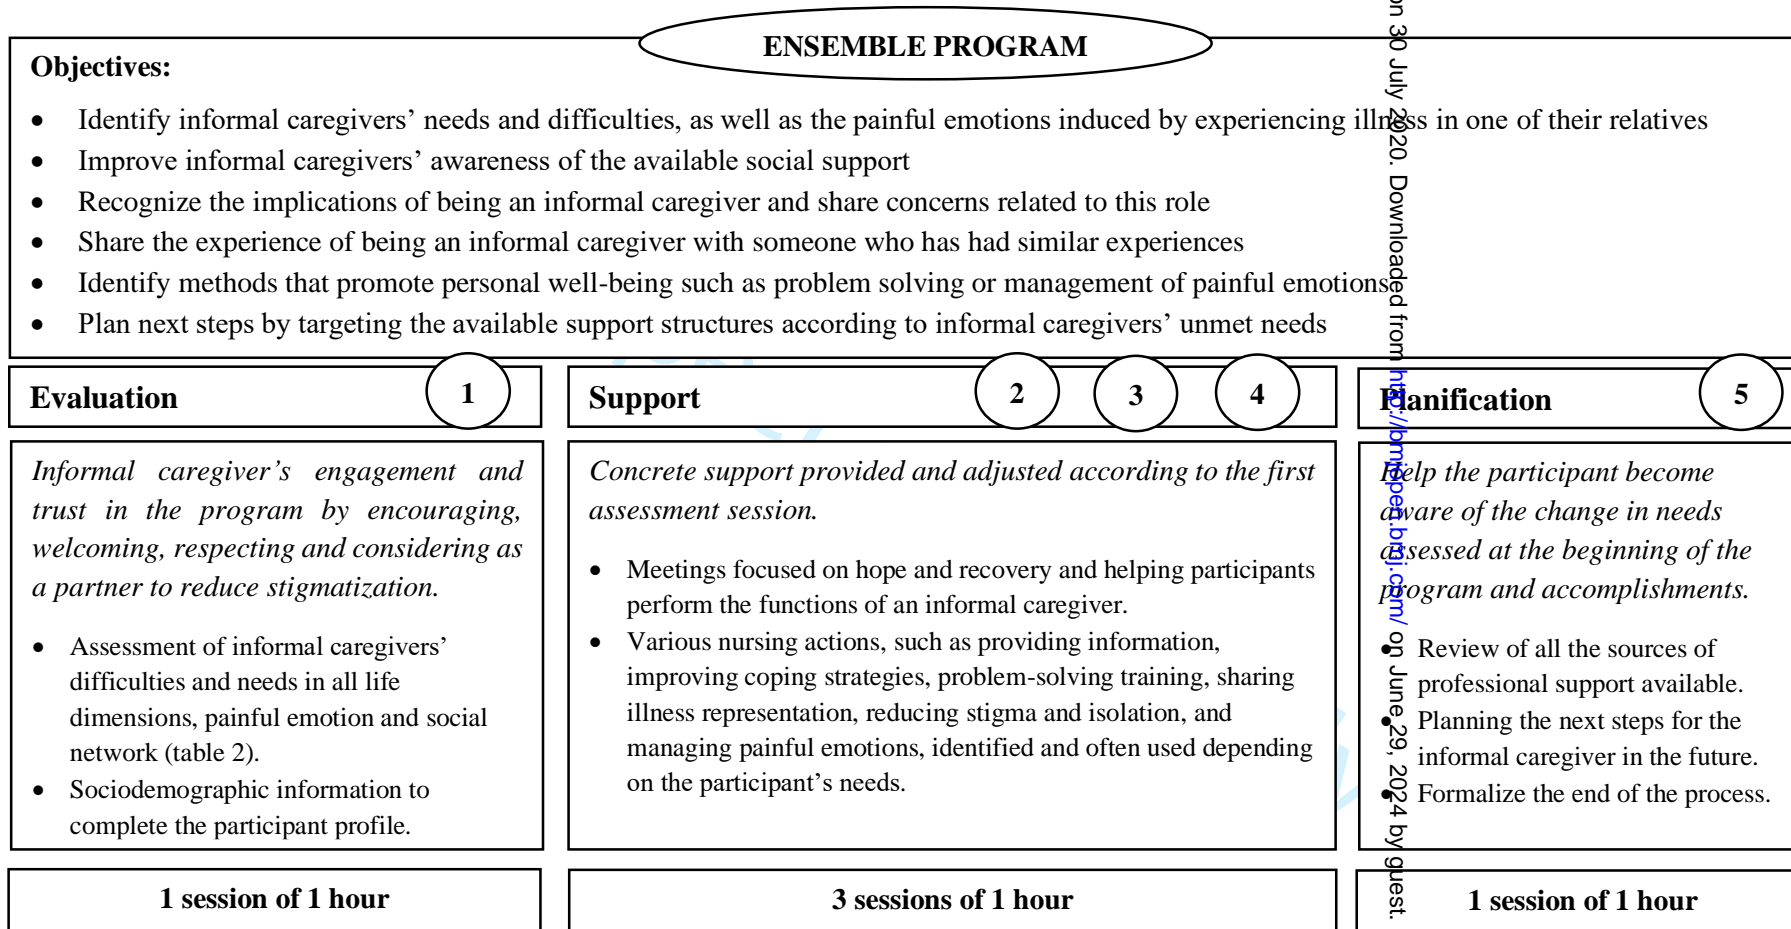 ENSEMBLE PROGRAM
Objectives:
• Identify informal caregivers’ needs and difficulties, as well as the painful emotions induced by experiencing illness in one of their relatives
• Improve informal caregivers’ awareness of the available social support
• Recognize the implications of being an informal caregiver and share concerns related to this role
• Share the experience of being an informal caregiver with someone who has had similar experiences
• Identify methods that promote personal well-being such as problem solving or management of painful emotions
• Plan next steps by targeting the available support structures according to informal caregivers’ unmet needs
Evaluation
1
Informal caregiver’s engagement and
trust in the program by encouraging,
welcoming, respecting and considering as
a partner to reduce stigmatization.
• Assessment of informal caregivers’
difficulties and needs in all life
dimensions, painful emotion and social
network (table 2).
• Sociodemographic information to
complete the participant profile.
1 session of 1 hour
Support
2 3 4
Concrete support provided and adjusted according to the first
assessment session.
• Meetings focused on hope and recovery and helping participants
perform the functions of an informal caregiver.
• Various nursing actions, such as providing information,
improving coping strategies, problem-solving training, sharing
illness representation, reducing stigma and isolation, and
managing painful emotions, identified and often used depending
on the participant’s needs.
3 sessions of 1 hour
Planification
5
Help the participant become
aware of the change in needs
assessed at the beginning of the
program and accomplishments.
• Review of all the sources of
professional support available.
• Planning the next steps for the
informal caregiver in the future.
• Formalize the end of the process.
1 session of 1 hour
on 30 July 2020. Downloaded from http://bmjopen.bmj.com/ on June 29, 2024 by guest.